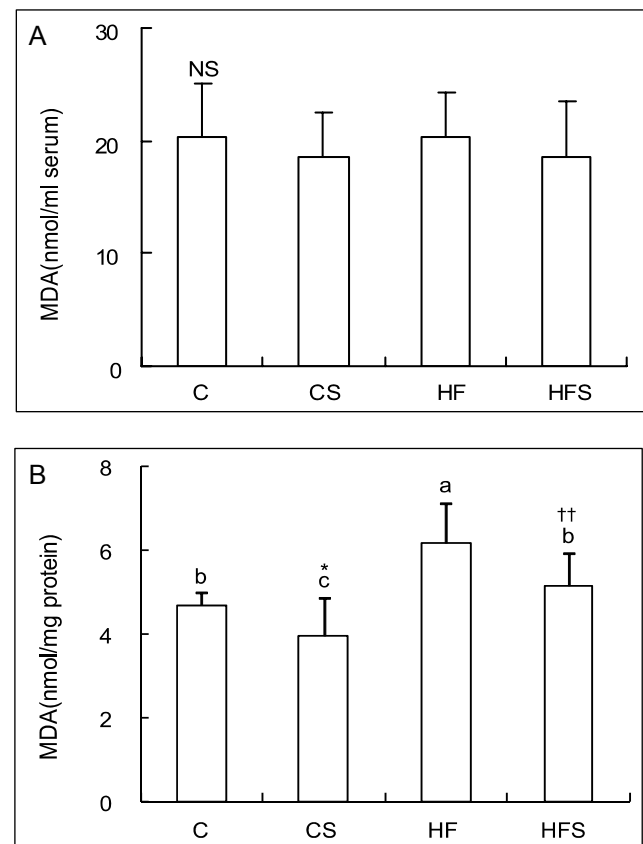 A
30
NS
20
10
0
MDA(nmol/ml serum)
C CS HF HFS
B
8
a
††
6
b
b
*
c
4
2
0
MDA(nmol/mg protein)
C CS HF HFS